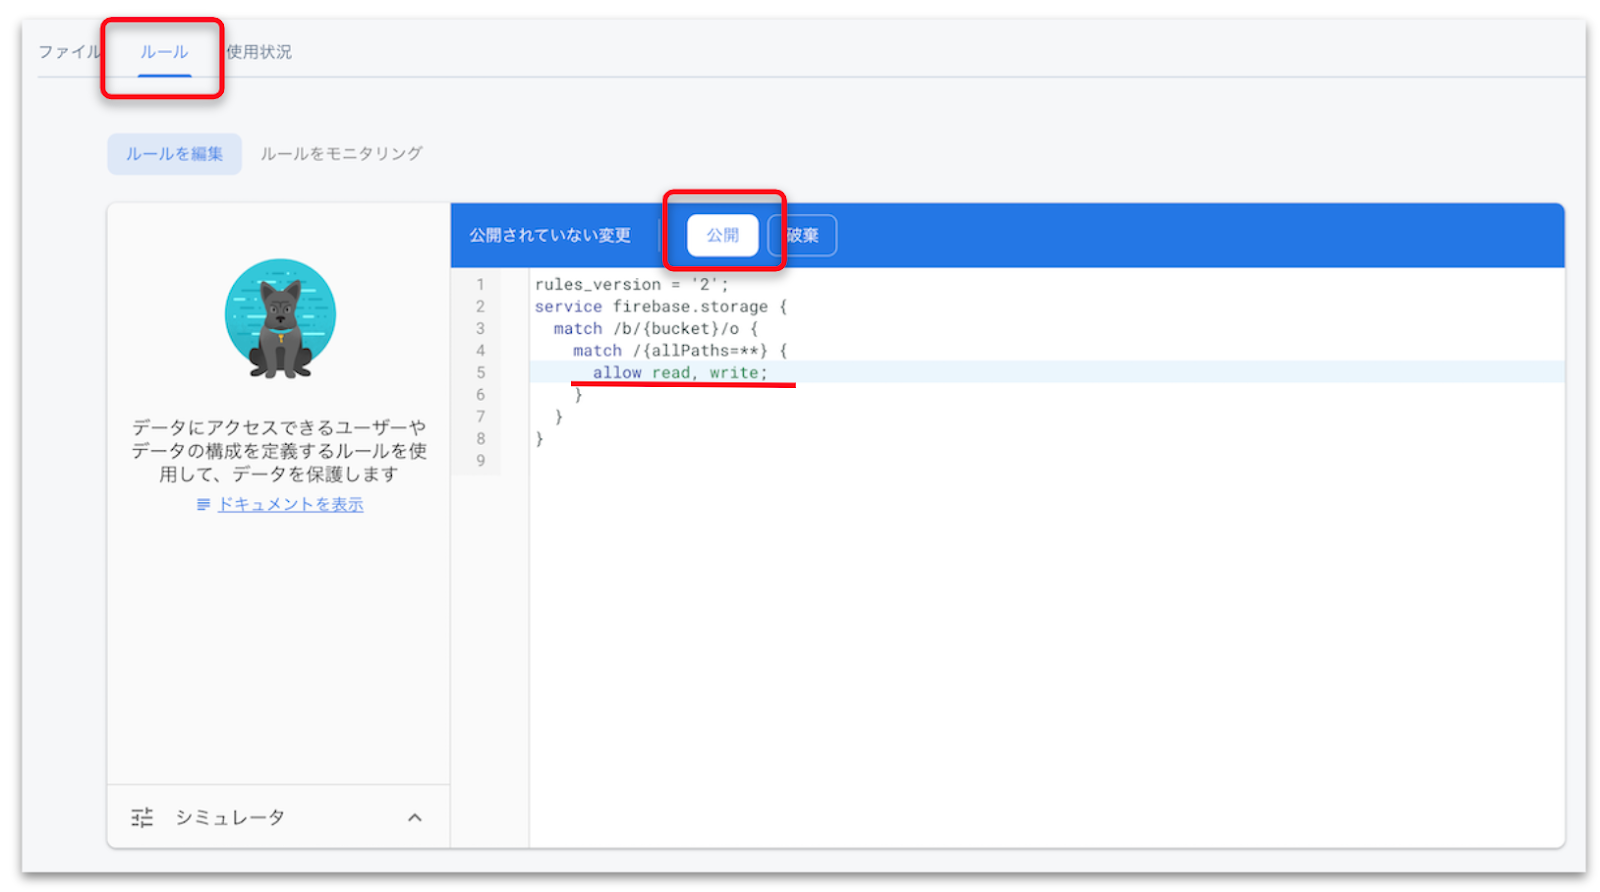 ファイル ルール 使用状況
ルールを編集 ルールをモニタリング
公開されていない変更 公開 破棄
データにアクセスできるユーザーや
データの構成を定義するルールを使
用して、データを保護します
ドキュメントを表示
シミュレータ
1 rules_version = '2';
2 service firebase.storage {
3 match /b/{bucket}/o {
4 match /{allPaths=**} {
5 allow read, write;
6 }
7 }
8 }
9